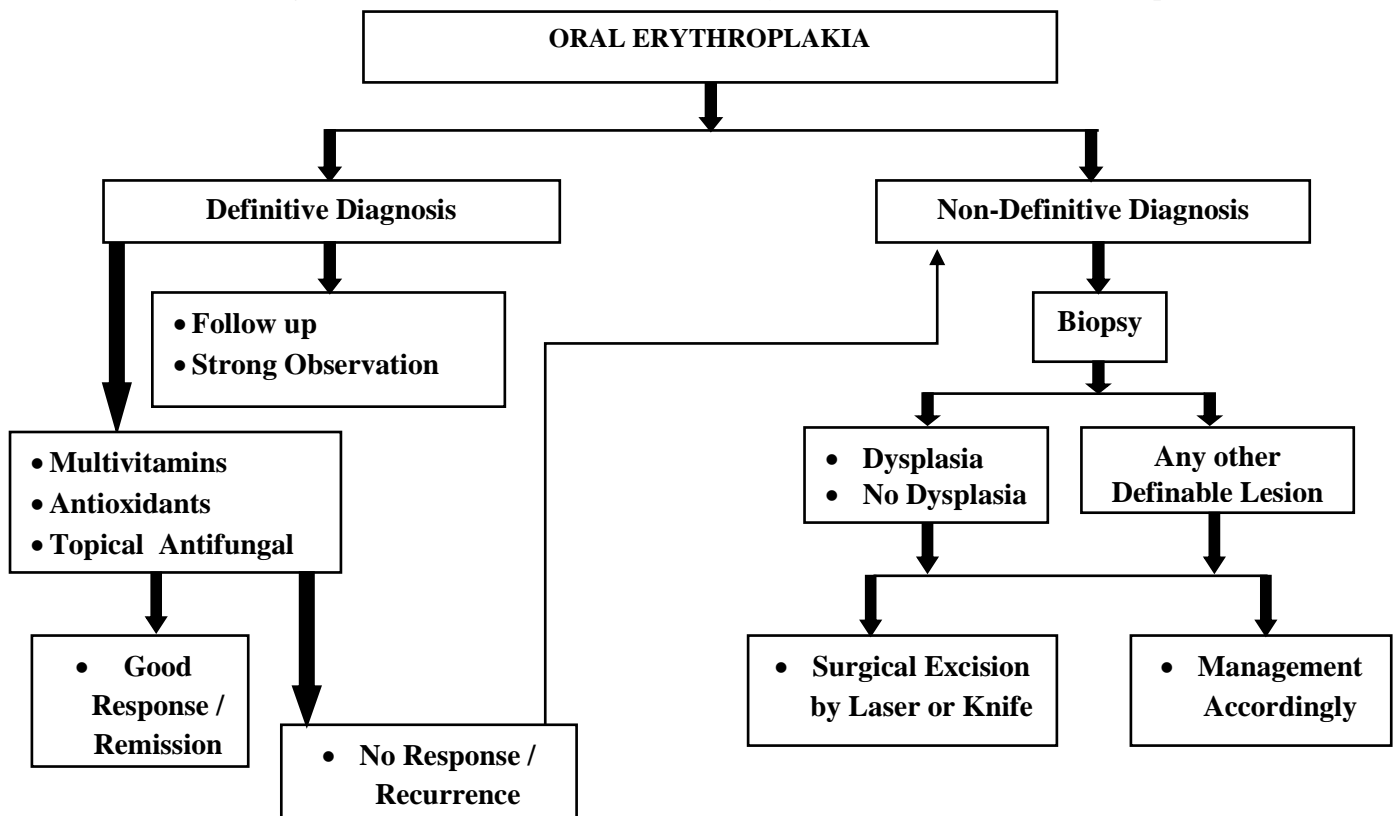 ORAL ERYTHROPLAKIA
Definitive Diagnosis
Non-Definitive Diagnosis
• Follow up
• Strong Observation
Biopsy
• Multivitamins
• Antioxidants
• Topical Antifungal
• Dysplasia
• No Dysplasia
Any other
Definable Lesion
• Good
Response /
Remission
• No Response /
Recurrence
• Surgical Excision
by Laser or Knife
• Management
Accordingly